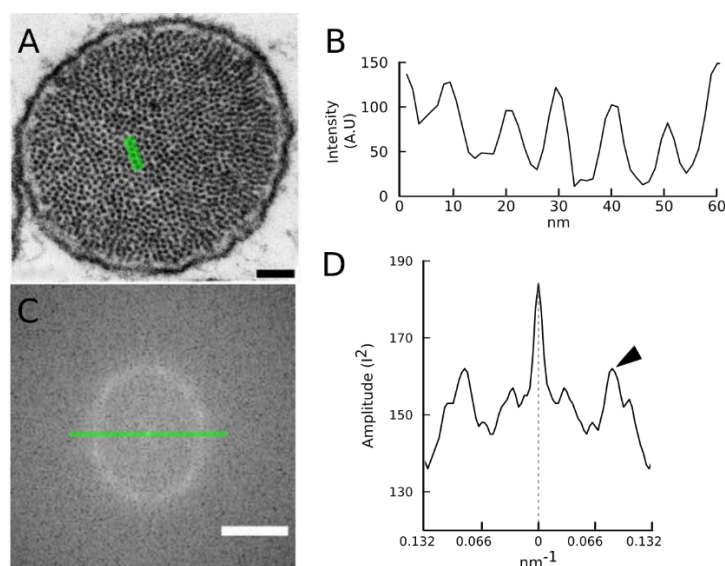 A
B
150
100
50
0
Intensity
(A.U)
0 10 20 30 40 50 60
nm
C
D
190
170
150
130
Amplitude (I²)
0.132 0.066 0 0.066 0.132
nm⁻¹